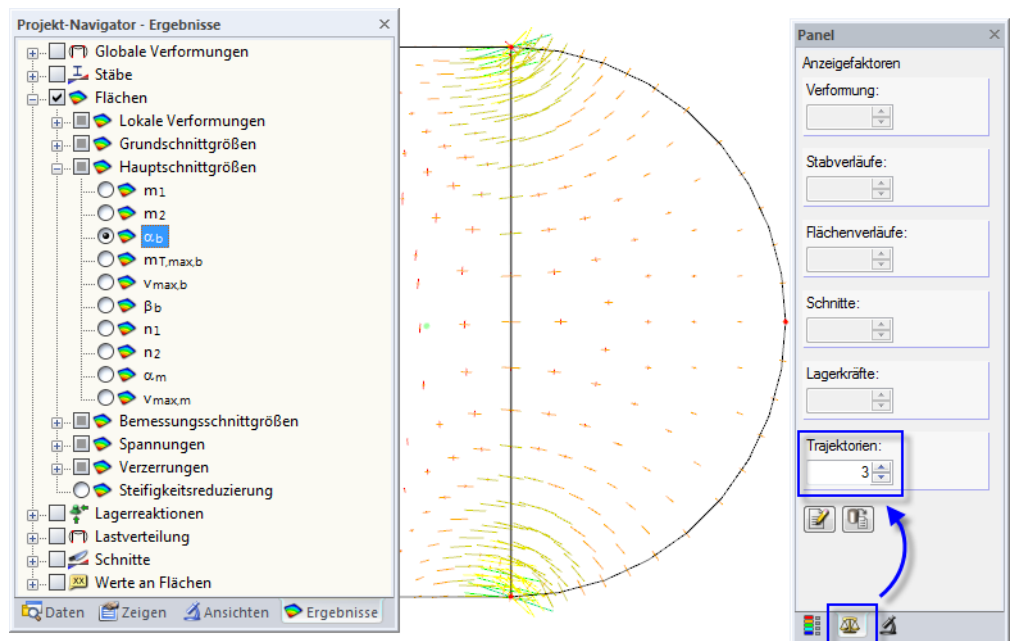 Projekt-Navigator - Ergebnisse
Globale Verformungen
Stäbe
Flächen
Lokale Verformungen
Grundschnittgrößen
Hauptschnittgrößen
m1
m2
αb
mT,max,b
vmax,b
βb
n1
n2
αm
vmax,m
Bemessungsschnittgrößen
Spannungen
Verzerrungen
Steifigkeitsreduzierung
Lagerreaktionen
Lastverteilung
Schnitte
xx Werte an Flächen
Daten Zeigen Ansichten Ergebnisse
Panel
Anzeigefaktoren
Verformung:
Stabverläufe:
Flächenverläufe:
Schnitte:
Lagerkräfte:
Trajektorien:
3